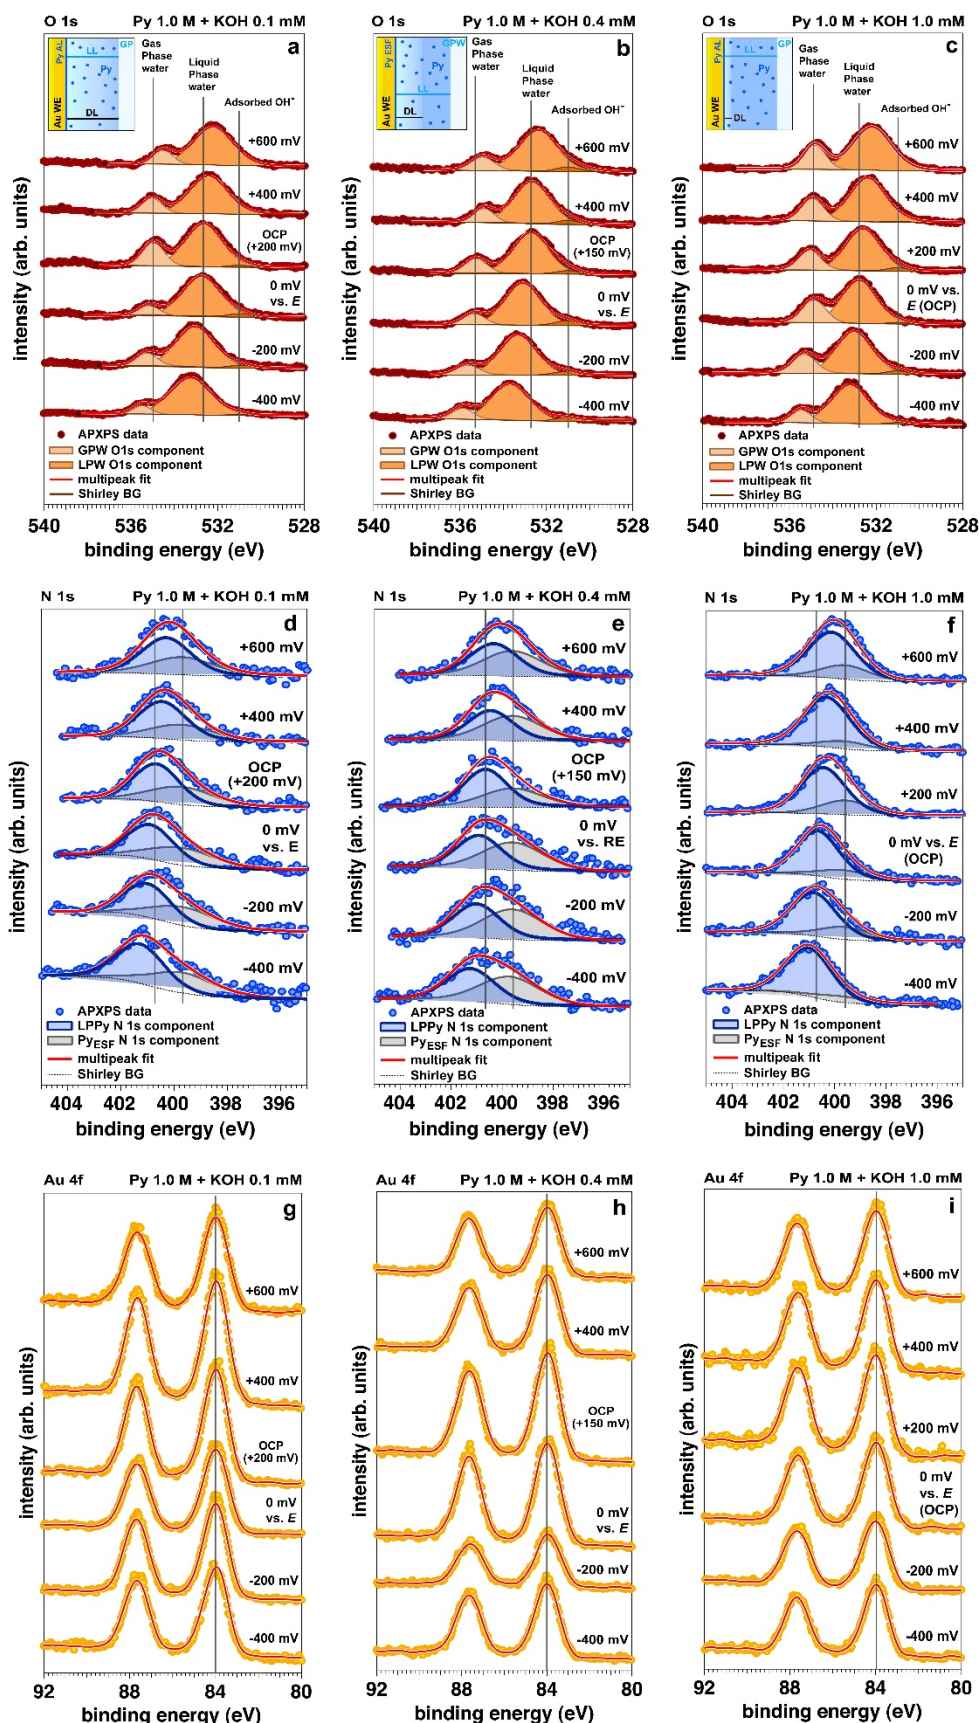 O 1s Py 1.0 M + KOH 0.1 mM
a
Py AL
Au WE
LL
GP
Py
DL
Gas
Phase
water
Liquid
Phase
water
Adsorbed OH⁻
+600 mV
+400 mV
OCP
(+200 mV)
0 mV
vs. E
-200 mV
-400 mV
APXPS data
GPW O1s component
LPW O1s component
multipeak fit
Shirley BG
intensity (arb. units)
540 536 532 528
binding energy (eV)
O 1s Py 1.0 M + KOH 0.4 mM
b
Py ESF
Au WE
GPW
Py
LL
DL
Gas
Phase
water
Liquid
Phase
water
Adsorbed OH⁻
+600 mV
+400 mV
OCP
(+150 mV)
0 mV
vs. E
-200 mV
-400 mV
APXPS data
GPW O1s component
LPW O1s component
multipeak fit
Shirley BG
intensity (arb. units)
540 536 532 528
binding energy (eV)
O 1s Py 1.0 M + KOH 1.0 mM
c
Py AL
Au WE
LL
GP
Py
DL
Gas
Phase
water
Liquid
Phase
water
Adsorbed OH⁻
+600 mV
+400 mV
+200 mV
0 mV vs.
E (OCP)
-200 mV
-400 mV
APXPS data
GPW O1s component
LPW O1s component
multipeak fit
Shirley BG
intensity (arb. units)
540 536 532 528
binding energy (eV)
N 1s Py 1.0 M + KOH 0.1 mM
d
+600 mV
+400 mV
OCP
(+200 mV)
0 mV
vs. E
-200 mV
-400 mV
APXPS data
LPPy N 1s component
PyESF N 1s component
multipeak fit
Shirley BG
intensity (arb. units)
404 402 400 398 396
binding energy (eV)
N 1s Py 1.0 M + KOH 0.4 mM
e
+600 mV
+400 mV
OCP
(+150 mV)
0 mV
vs. RE
-200 mV
-400 mV
APXPS data
LPPy N 1s component
PyESF N 1s component
multipeak fit
Shirley BG
intensity (arb. units)
404 402 400 398 396
binding energy (eV)
N 1s Py 1.0 M + KOH 1.0 mM
f
+600 mV
+400 mV
+200 mV
0 mV vs. E
(OCP)
-200 mV
-400 mV
APXPS data
LPPy N 1s component
PyESF N 1s component
multipeak fit
Shirley BG
intensity (arb. units)
404 402 400 398 396
binding energy (eV)
Au 4f Py 1.0 M + KOH 0.1 mM
g
+600 mV
+400 mV
OCP
(+200 mV)
0 mV
vs. E
-200 mV
-400 mV
intensity (arb. units)
92 88 84 80
binding energy (eV)
Au 4f Py 1.0 M + KOH 0.4 mM
h
+600 mV
+400 mV
OCP
(+150 mV)
0 mV
vs. E
-200 mV
-400 mV
intensity (arb. units)
92 88 84 80
binding energy (eV)
Au 4f Py 1.0 M + KOH 1.0 mM
i
+600 mV
+400 mV
+200 mV
0 mV
vs. E
(OCP)
-200 mV
-400 mV
intensity (arb. units)
92 88 84 80
binding energy (eV)